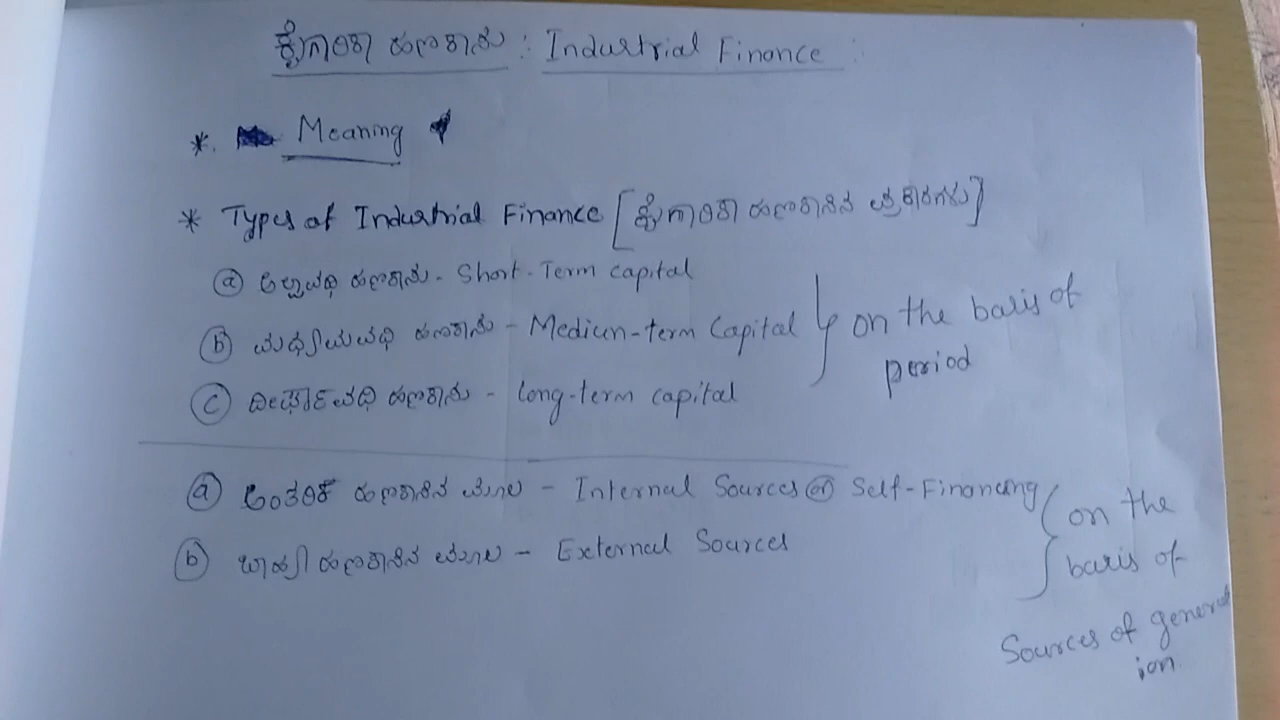 ಕೈಗಾರಿಕಾ ಹಣಕಾಸು : Industrial Finance :
* Meaning
* Types of Industrial Finance [ಕೈಗಾರಿಕಾ ಹಣಕಾಸಿನ ಪ್ರಕಾರಗಳು]
(a) ಅಲ್ಪಾವಧಿ ಹಣಕಾಸು - Short-Term capital
(b) ಮಧ್ಯಮಾವಧಿ ಹಣಕಾಸು - Medium-term Capital
(c) ದೀರ್ಘಾವಧಿ ಹಣಕಾಸು - long-term capital
on the basis of
period
(a) ಆಂತರಿಕ ಹಣಕಾಸಿನ ಮೂಲ - Internal Sources or Self-Financing
(b) ಬಾಹ್ಯ ಹಣಕಾಸಿನ ಮೂಲ - External Sources
on the
basis of
Sources of generat
ion.